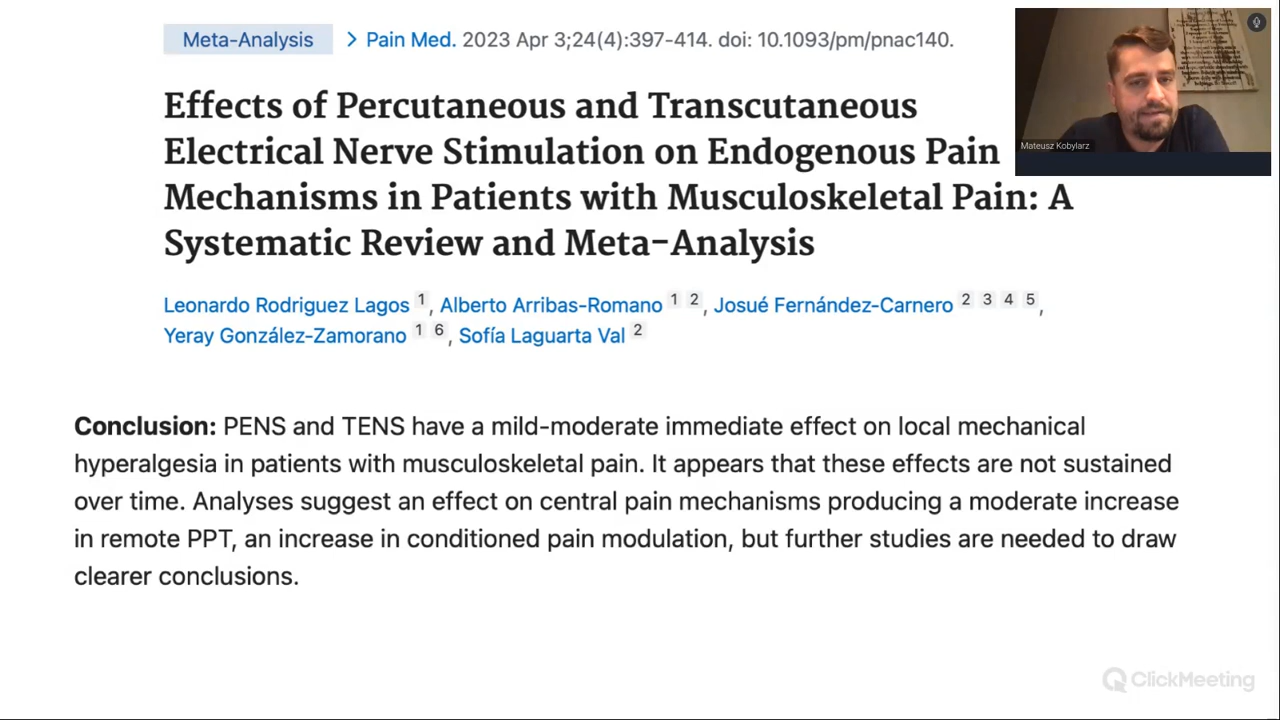 Meta-Analysis > Pain Med. 2023 Apr 3;24(4):397-414. doi: 10.1093/pm/pnac140.
Effects of Percutaneous and Transcutaneous
Electrical Nerve Stimulation on Endogenous Pain
Mechanisms in Patients with Musculoskeletal Pain: A
Systematic Review and Meta-Analysis
Mateusz Kobylarz
Leonardo Rodriguez Lagos 1, Alberto Arribas-Romano 1 2, Josué Fernández-Carnero 2 3 4 5,
Yeray González-Zamorano 1 6, Sofía Laguarta Val 2
Conclusion: PENS and TENS have a mild-moderate immediate effect on local mechanical
hyperalgesia in patients with musculoskeletal pain. It appears that these effects are not sustained
over time. Analyses suggest an effect on central pain mechanisms producing a moderate increase
in remote PPT, an increase in conditioned pain modulation, but further studies are needed to draw
clearer conclusions.
ClickMeeting